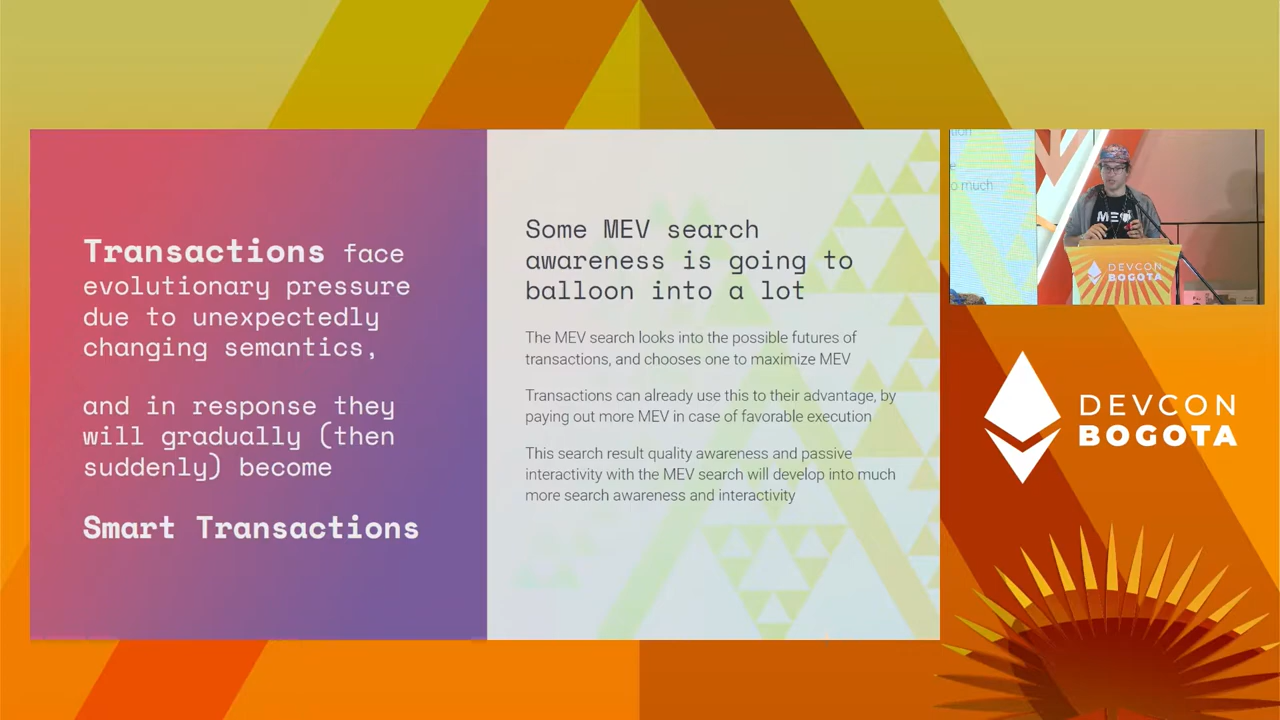 Transactions face
evolutionary pressure
due to unexpectedly
changing semantics,
and in response they
will gradually (then
suddenly) become
Smart Transactions
Some MEV search
awareness is going to
balloon into a lot
The MEV search looks into the possible futures of
transactions, and chooses one to maximize MEV
Transactions can already use this to their advantage, by
paying out more MEV in case of favorable execution
This search result quality awareness and passive
interactivity with the MEV search will develop into much
more search awareness and interactivity
o much
MEV
DEVCON
BOGOTA
DEVCON
BOGOTA